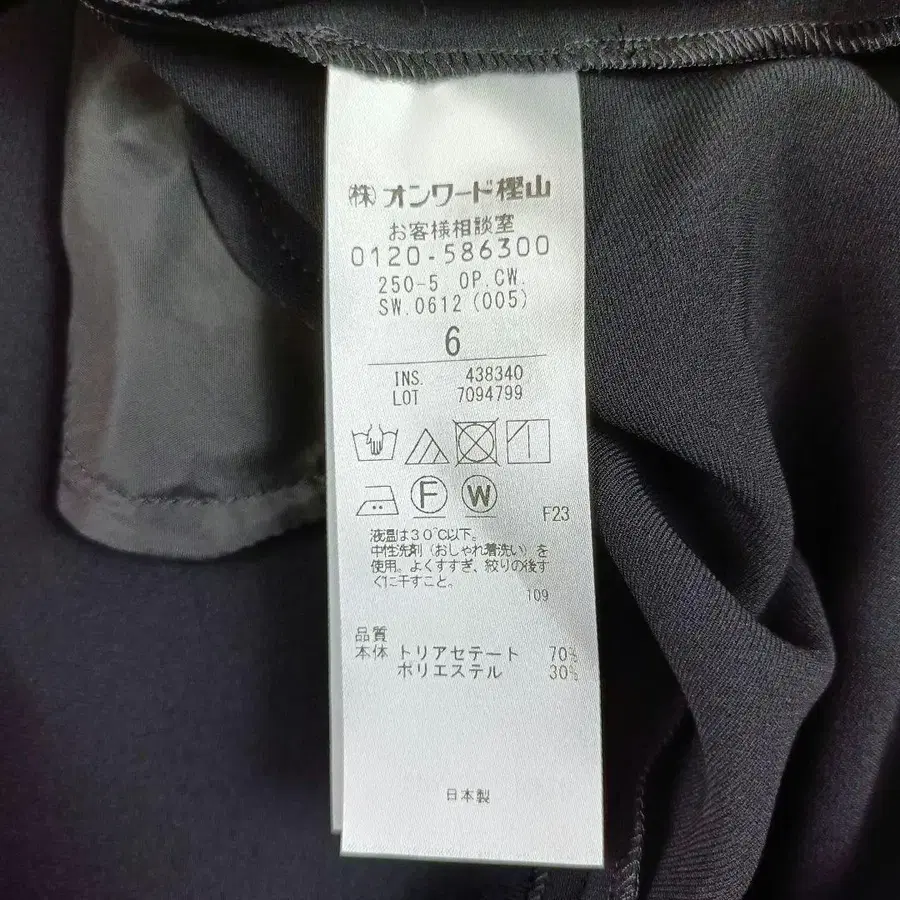 ㈱オンワード樫山
お客様相談室
0120-586300
250-5 OP.CW.
SW.0612(005)
6
INS. 438340
LOT 7094799
F W
F23
液温は30℃以下。
中性洗剤(おしゃれ着洗い)を
使用。よくすすぎ、絞りの後す
ぐに干すこと。
109
品質
本体 トリアセテート 70%
ポリエステル 30%
日本製